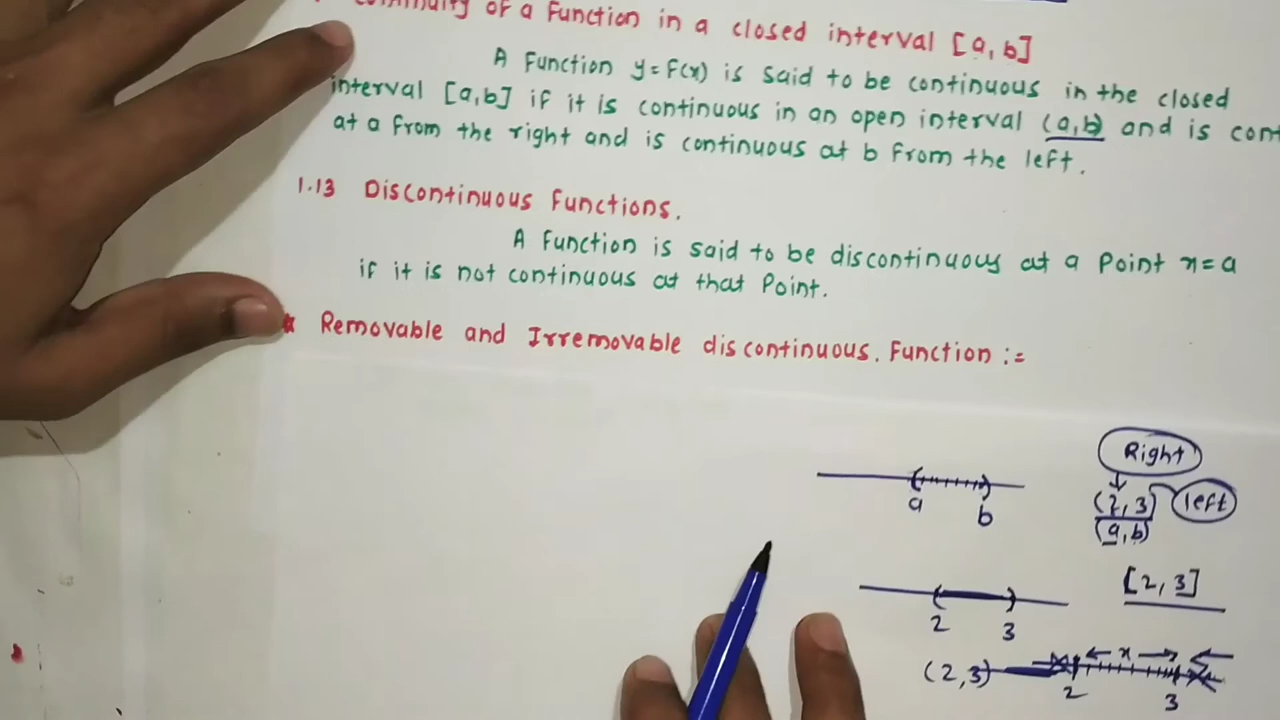 Continuity of a Function in a closed interval [a, b]
A Function y = F(x) is said to be continuous in the closed
interval [a,b] if it is continuous in an open interval (a,b) and is
at a from the right and is continuous at b from the left.
1.13 Discontinuous Functions.
A Function is said to be discontinuous at a Point x = a
if it is not continuous at that Point.
* Removable and Irremovable discontinuous. Function :=
Right
(2, 3) left
(a, b)
a b
[2, 3]
2 3
x
(2,3)
2 3